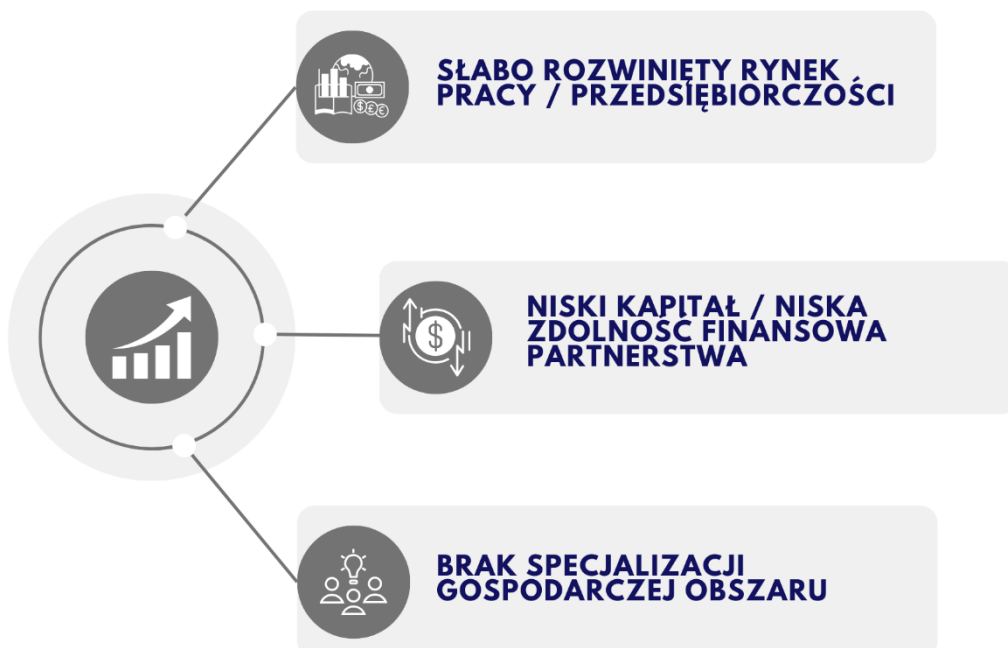 SŁABO ROZWINIĘTY RYNEK
PRACY / PRZEDSIĘBIORCZOŚCI
NISKI KAPITAŁ / NISKA
ZDOLNOŚĆ FINANSOWA
PARTNERSTWA
BRAK SPECJALIZACJI
GOSPODARCZEJ OBSZARU